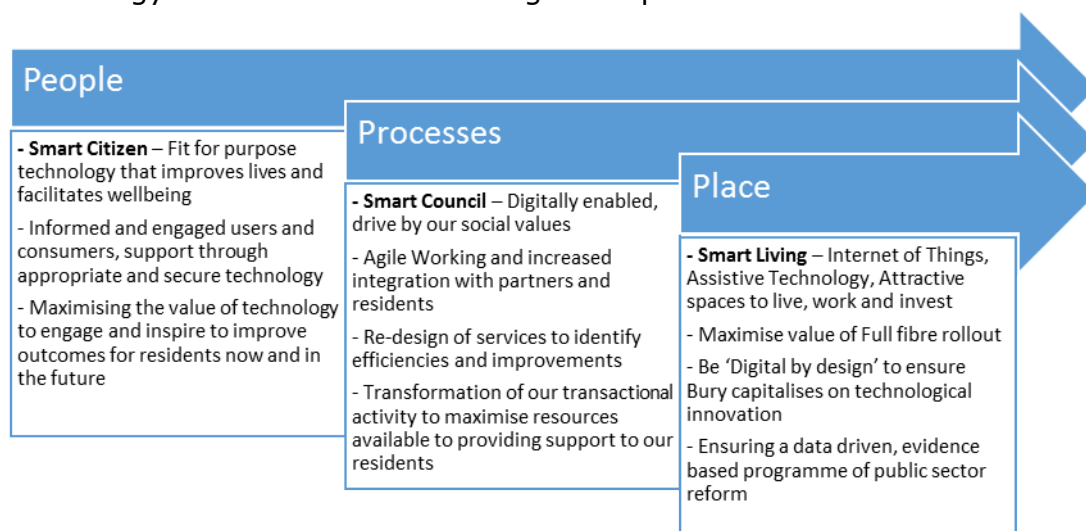 People
- Smart Citizen – Fit for purpose
technology that improves lives and
facilitates wellbeing
- Informed and engaged users and
consumers, support through
appropriate and secure technology
- Maximising the value of technology
to engage and inspire to improve
outcomes for residents now and in
the future
Processes
- Smart Council – Digitally enabled,
drive by our social values
- Agile Working and increased
integration with partners and
residents
- Re-design of services to identify
efficiencies and improvements
- Transformation of our transactional
activity to maximise resources
available to providing support to our
residents
Place
- Smart Living – Internet of Things,
Assistive Technology, Attractive
spaces to live, work and invest
- Maximise value of Full fibre rollout
- Be ‘Digital by design’ to ensure
Bury capitalises on technological
innovation
- Ensuring a data driven, evidence
based programme of public sector
reform